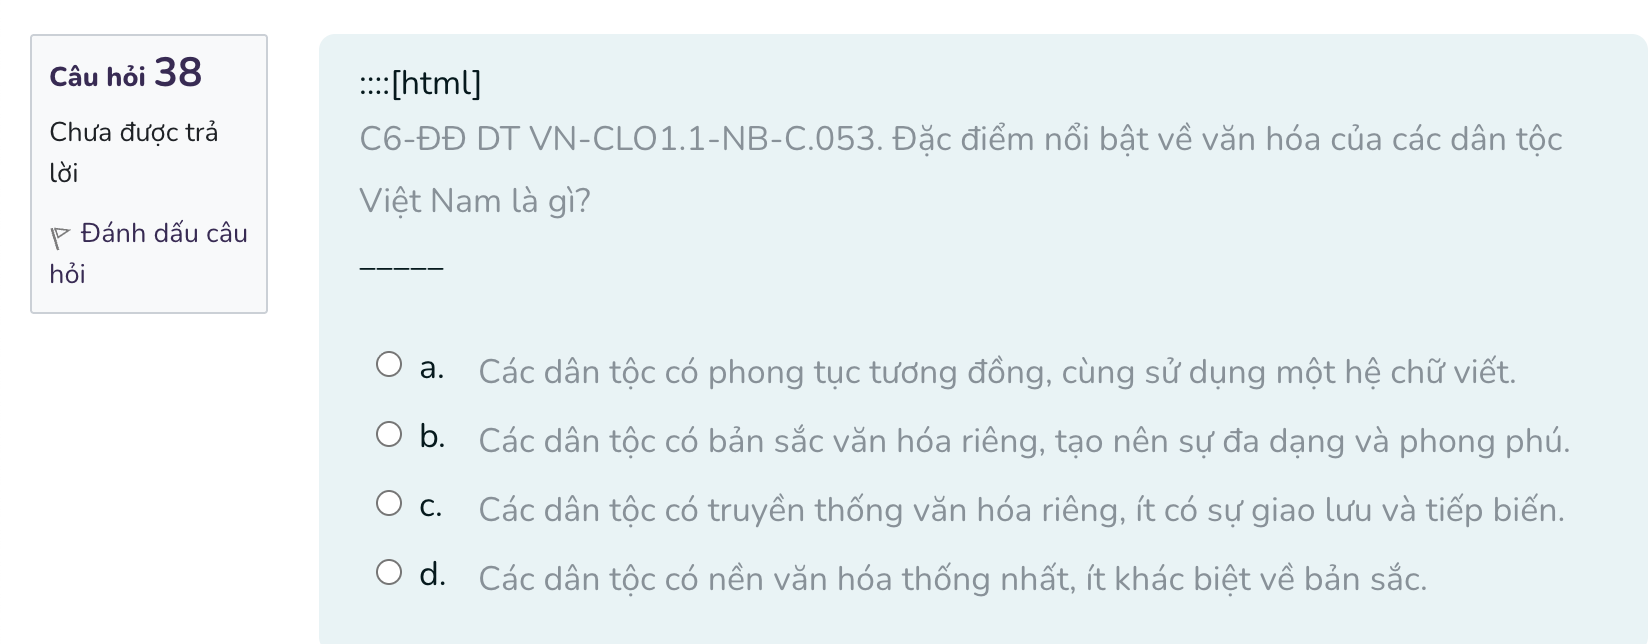 Câu hỏi 38
Chưa được trả
lời
Đánh dấu câu
hỏi
::::[html]
C6-ĐĐ DT VN-CLO1.1-NB-C.053. Đặc điểm nổi bật về văn hóa của các dân tộc
Việt Nam là gì?
_____
a. Các dân tộc có phong tục tương đồng, cùng sử dụng một hệ chữ viết.
b. Các dân tộc có bản sắc văn hóa riêng, tạo nên sự đa dạng và phong phú.
c. Các dân tộc có truyền thống văn hóa riêng, ít có sự giao lưu và tiếp biến.
d. Các dân tộc có nền văn hóa thống nhất, ít khác biệt về bản sắc.